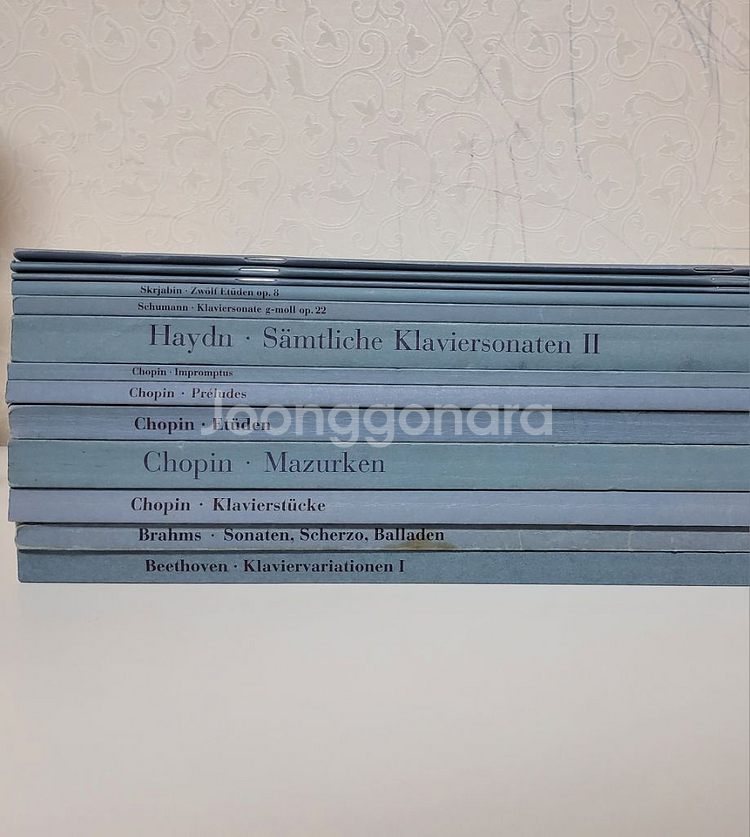 Skrjabin · Zwölf Etüden op. 8
Schumann · Klaviersonate g-moll op. 22
Haydn · Sämtliche Klaviersonaten II
Chopin · Impromptus
Chopin · Préludes
Chopin · Etüden
Joonggonara
Chopin · Mazurken
Chopin · Klavierstücke
Brahms · Sonaten, Scherzo, Balladen
Beethoven · Klaviervariationen I